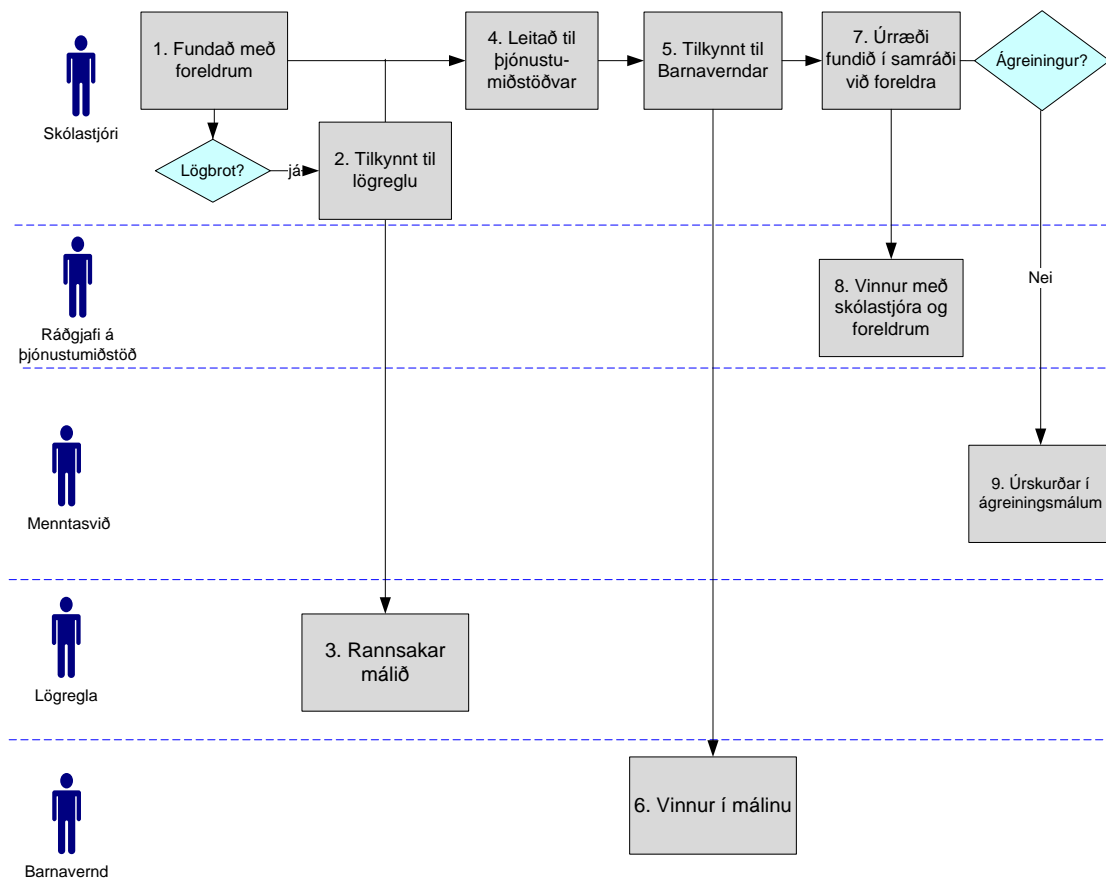 1. Fundað með
foreldrum
4. Leitað til
þjónustu-
miðstöðvar
5. Tilkynnt til
Barnaverndar
7. Úrræði
fundið í samráði
við foreldra
Ágreiningur?
Skólastjóri
Lögbrot?
já
2. Tilkynnt til
lögreglu
Ráðgjafi á
þjónustumiðstöð
8. Vinnur með
skólastjóra og
foreldrum
Nei
Menntasvið
9. Úrskurðar í
ágreiningsmálum
Lögregla
3. Rannsakar
málið
Barnavernd
6. Vinnur í málinu